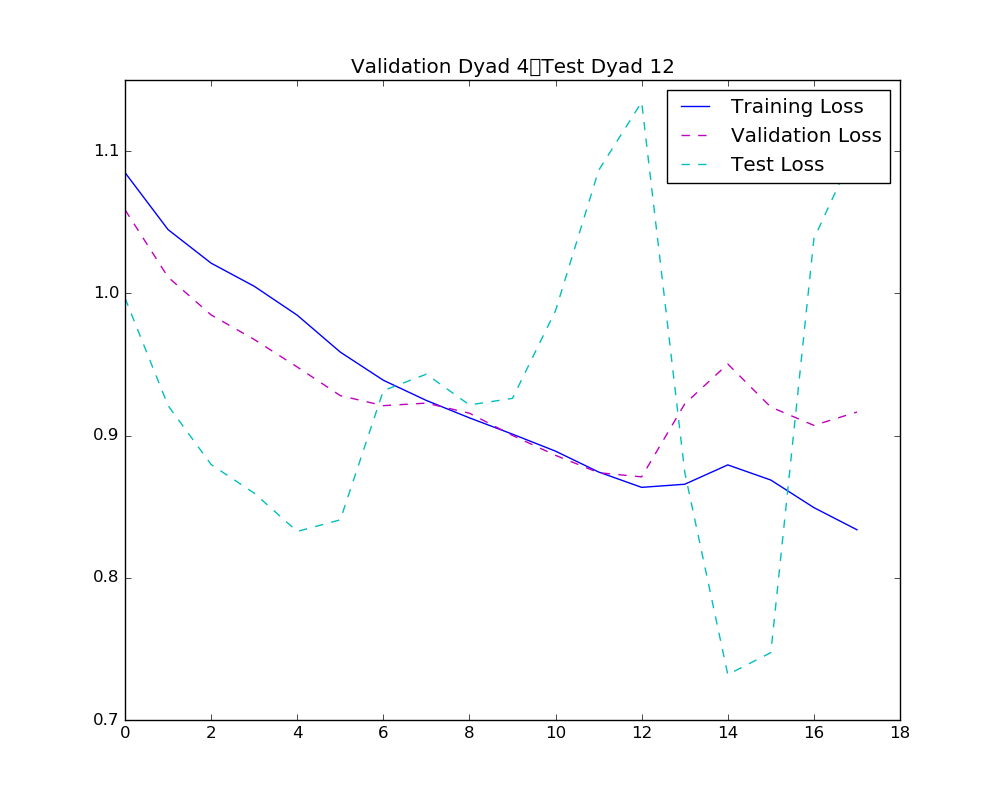 Validation Dyad 4▯Test Dyad 12
Training Loss
Validation Loss
Test Loss
1.1
1.0
0.9
0.8
0.7
0 2 4 6 8 10 12 14 16 18